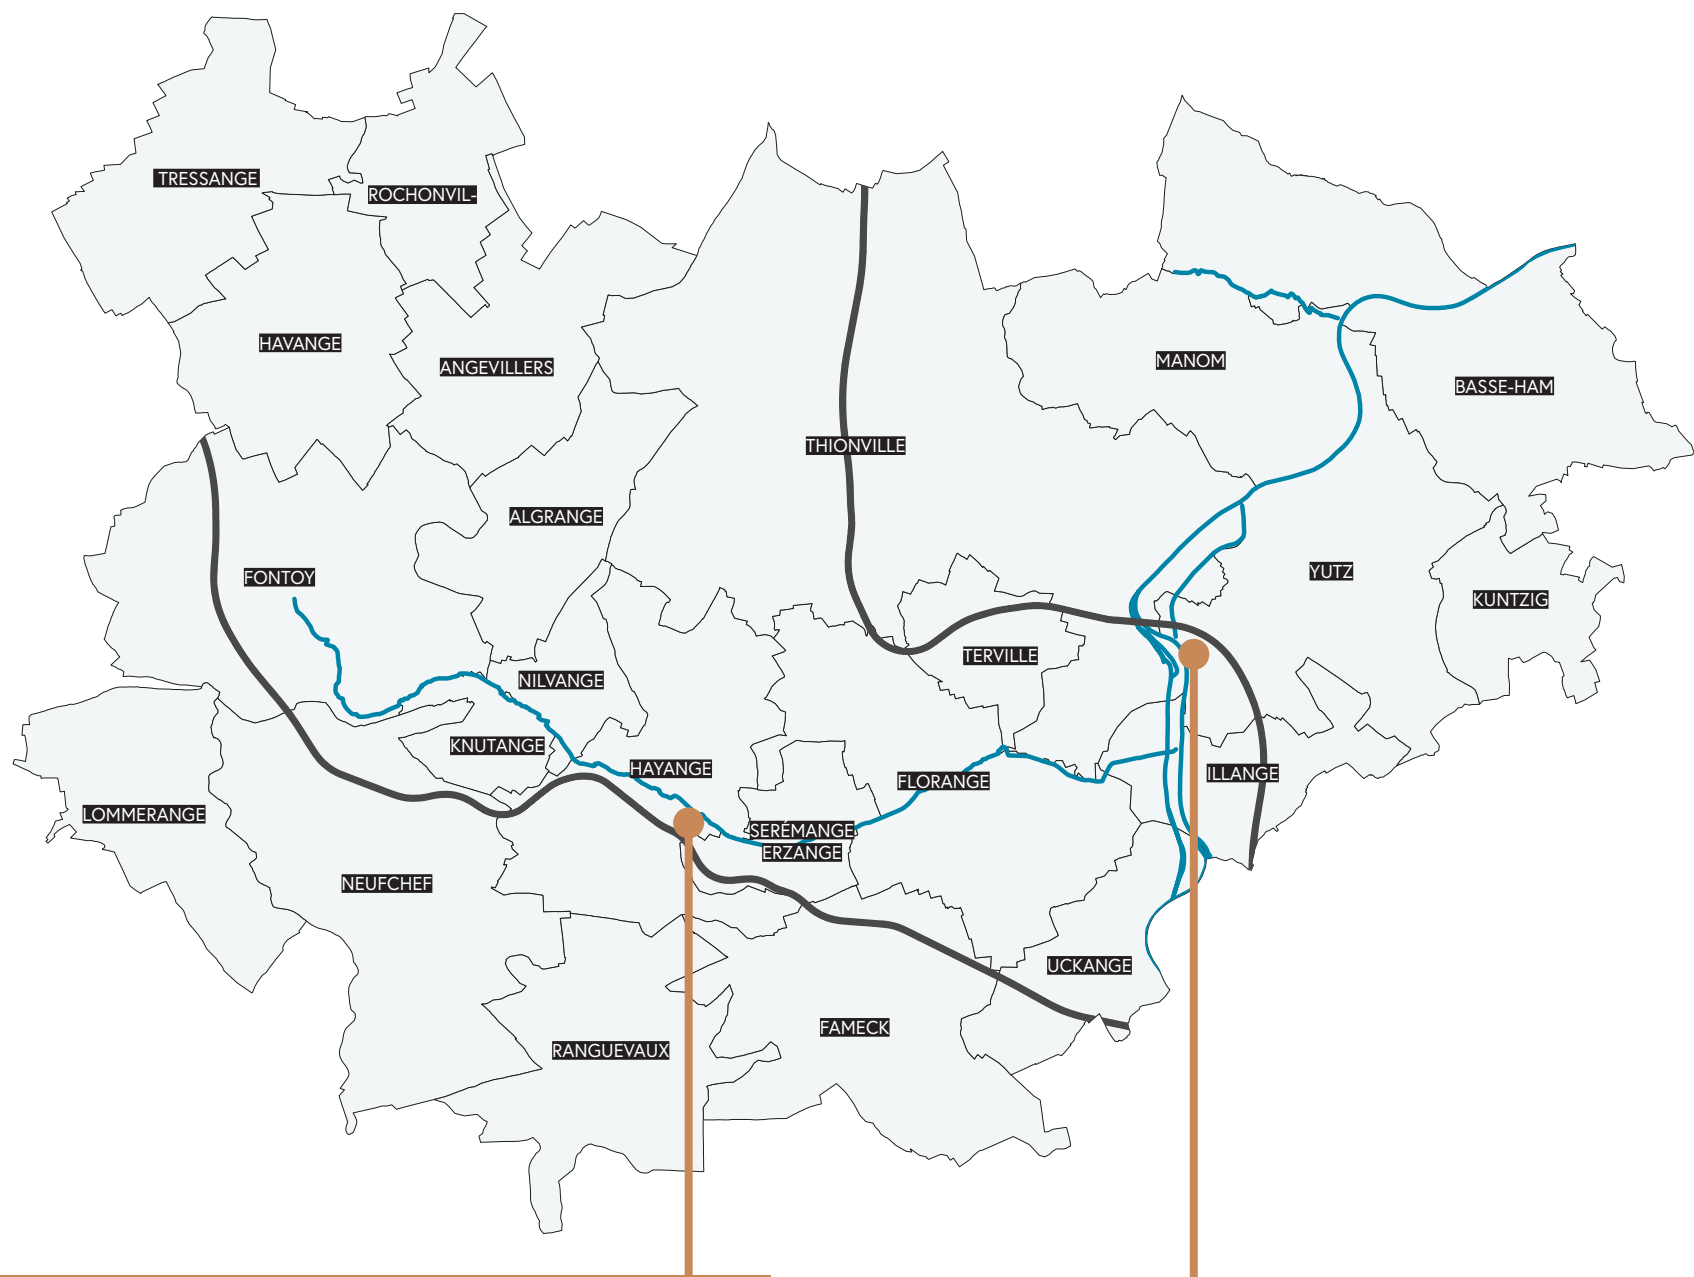 TRESSANGE
ROCHONVIL-
HAVANGE
ANGEVILLERS
MANOM
BASSE-HAM
THIONVILLE
ALGRANGE
FONTOY
YUTZ
KUNTZIG
TERVILLE
NILVANGE
KNUTANGE
HAYANGE
FLORANGE
ILLANGE
LOMMERANGE
SERÉMANGE
ERZANGE
NEUFCHEF
UCKANGE
FAMECK
RANGUEVAUX